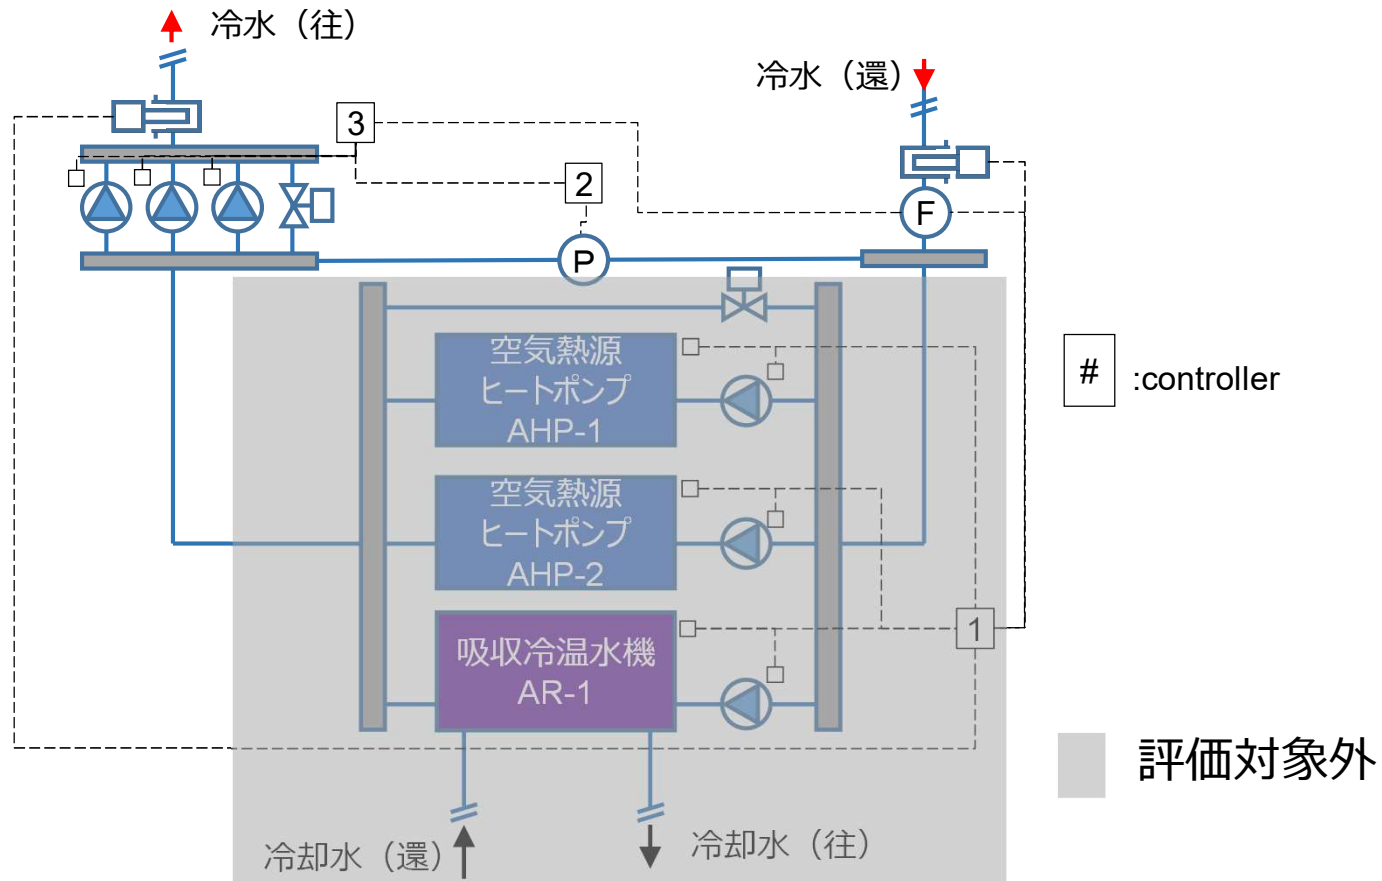 冷水（往）
冷水（還）
3
2
F
P
空気熱源
ヒートポンプ
AHP-1
# :controller
空気熱源
ヒートポンプ
AHP-2
1
吸収冷温水機
AR-1
評価対象外
冷却水（還）
冷却水（往）